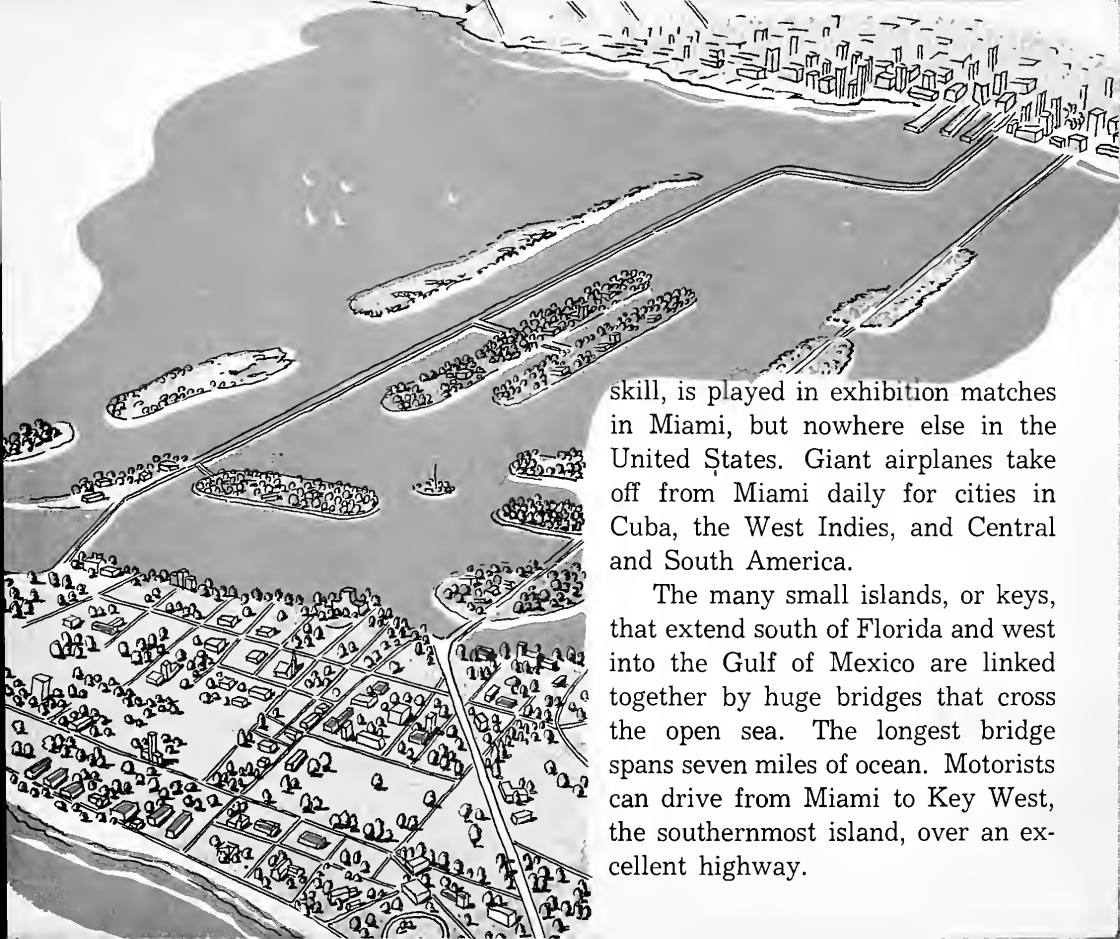 skill, is played in exhibition matches
in Miami, but nowhere else in the
United States. Giant airplanes take
off from Miami daily for cities in
Cuba, the West Indies, and Central
and South America.
The many small islands, or keys,
that extend south of Florida and west
into the Gulf of Mexico are linked
together by huge bridges that cross
the open sea. The longest bridge
spans seven miles of ocean. Motorists
can drive from Miami to Key West,
the southernmost island, over an ex-
cellent highway.